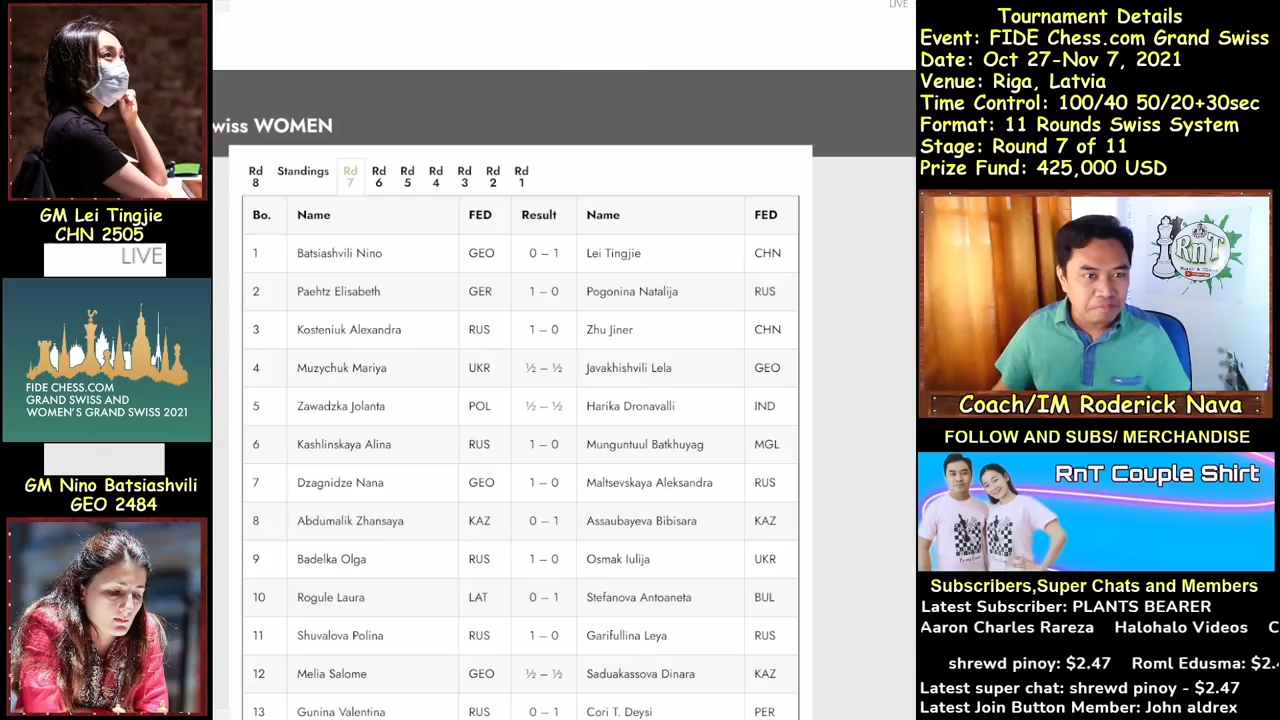 GM Lei Tingjie
CHN 2505
LIVE
FIDE CHESS.COM
GRAND SWISS AND
WOMEN'S GRAND SWISS 2021
GM Nino Batsiashvili
GEO 2484
LIVE
wiss WOMEN
Rd 8 Standings Rd 7 Rd 6 Rd 5 Rd 4 Rd 3 Rd 2 Rd 1
Bo. Name FED Result Name FED
1 Batsiashvili Nino GEO 0 – 1 Lei Tingjie CHN
2 Paehtz Elisabeth GER 1 – 0 Pogonina Natalija RUS
3 Kosteniuk Alexandra RUS 1 – 0 Zhu Jiner CHN
4 Muzychuk Mariya UKR ½ – ½ Javakhishvili Lela GEO
5 Zawadzka Jolanta POL ½ – ½ Harika Dronavalli IND
6 Kashlinskaya Alina RUS 1 – 0 Munguntuul Batkhuyag MGL
7 Dzagnidze Nana GEO 1 – 0 Maltsevskaya Aleksandra RUS
8 Abdumalik Zhansaya KAZ 0 – 1 Assaubayeva Bibisara KAZ
9 Badelka Olga RUS 1 – 0 Osmak Iulija UKR
10 Rogule Laura LAT 0 – 1 Stefanova Antoaneta BUL
11 Shuvalova Polina RUS 1 – 0 Garifullina Leya RUS
12 Melia Salome GEO ½ – ½ Saduakassova Dinara KAZ
13 Gunina Valentina RUS 0 – 1 Cori T. Deysi PER
Tournament Details
Event: FIDE Chess.com Grand Swiss
Date: Oct 27-Nov 7, 2021
Venue: Riga, Latvia
Time Control: 100/40 50/20+30sec
Format: 11 Rounds Swiss System
Stage: Round 7 of 11
Prize Fund: 425,000 USD
RnT
Music & Chess
Coach/IM Roderick Nava
FOLLOW AND SUBS/ MERCHANDISE
RnT Couple Shirt
Subscribers,Super Chats and Members
Latest Subscriber: PLANTS BEARER
Aaron Charles Rareza Halohalo Videos C
shrewd pinoy: $2.47 Roml Edusma: $2.
Latest super chat: shrewd pinoy - $2.47
Latest Join Button Member: John aldrex